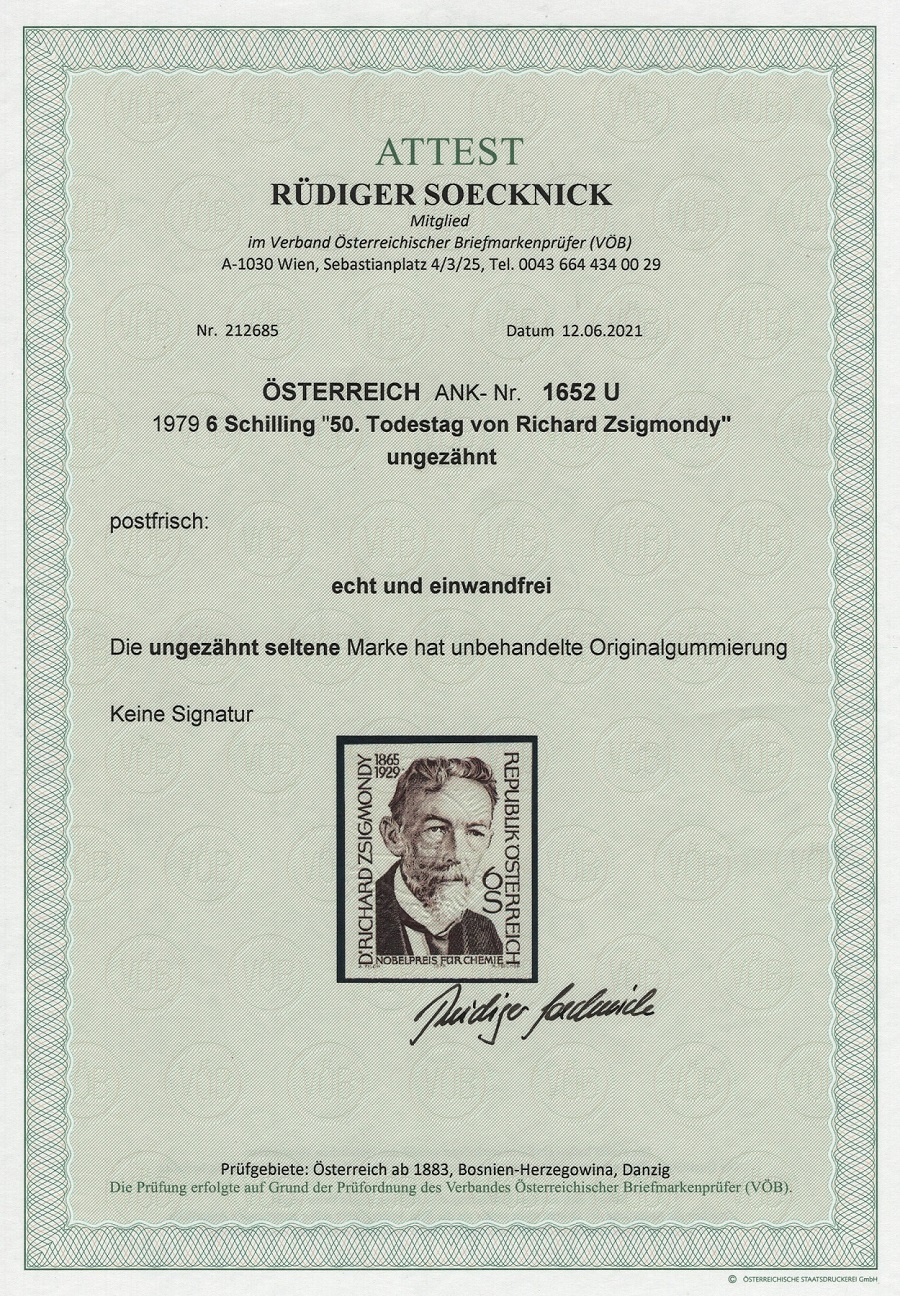 ATTEST
RÜDIGER SOECKNICK
Mitglied
im Verband Österreichischer Briefmarkenprüfer (VÖB)
A-1030 Wien, Sebastianplatz 4/3/25, Tel. 0043 664 434 00 29
Nr. 212685 Datum 12.06.2021
ÖSTERREICH ANK- Nr. 1652 U
1979 6 Schilling "50. Todestag von Richard Zsigmondy"
ungezähnt
postfrisch:
echt und einwandfrei
Die ungezähnt seltene Marke hat unbehandelte Originalgummierung
Keine Signatur
1865
1929
DR RICHARD ZSIGMONDY
REPUBLIK ÖSTERREICH
6
S
NOBELPREIS FÜR CHEMIE
Rüdiger Soecknick
Prüfgebiete: Österreich ab 1883, Bosnien-Herzegowina, Danzig
Die Prüfung erfolgte auf Grund der Prüfordnung des Verbandes Österreichischer Briefmarkenprüfer (VÖB).
© ÖSTERREICHISCHE STAATSDRUCKEREI GmbH